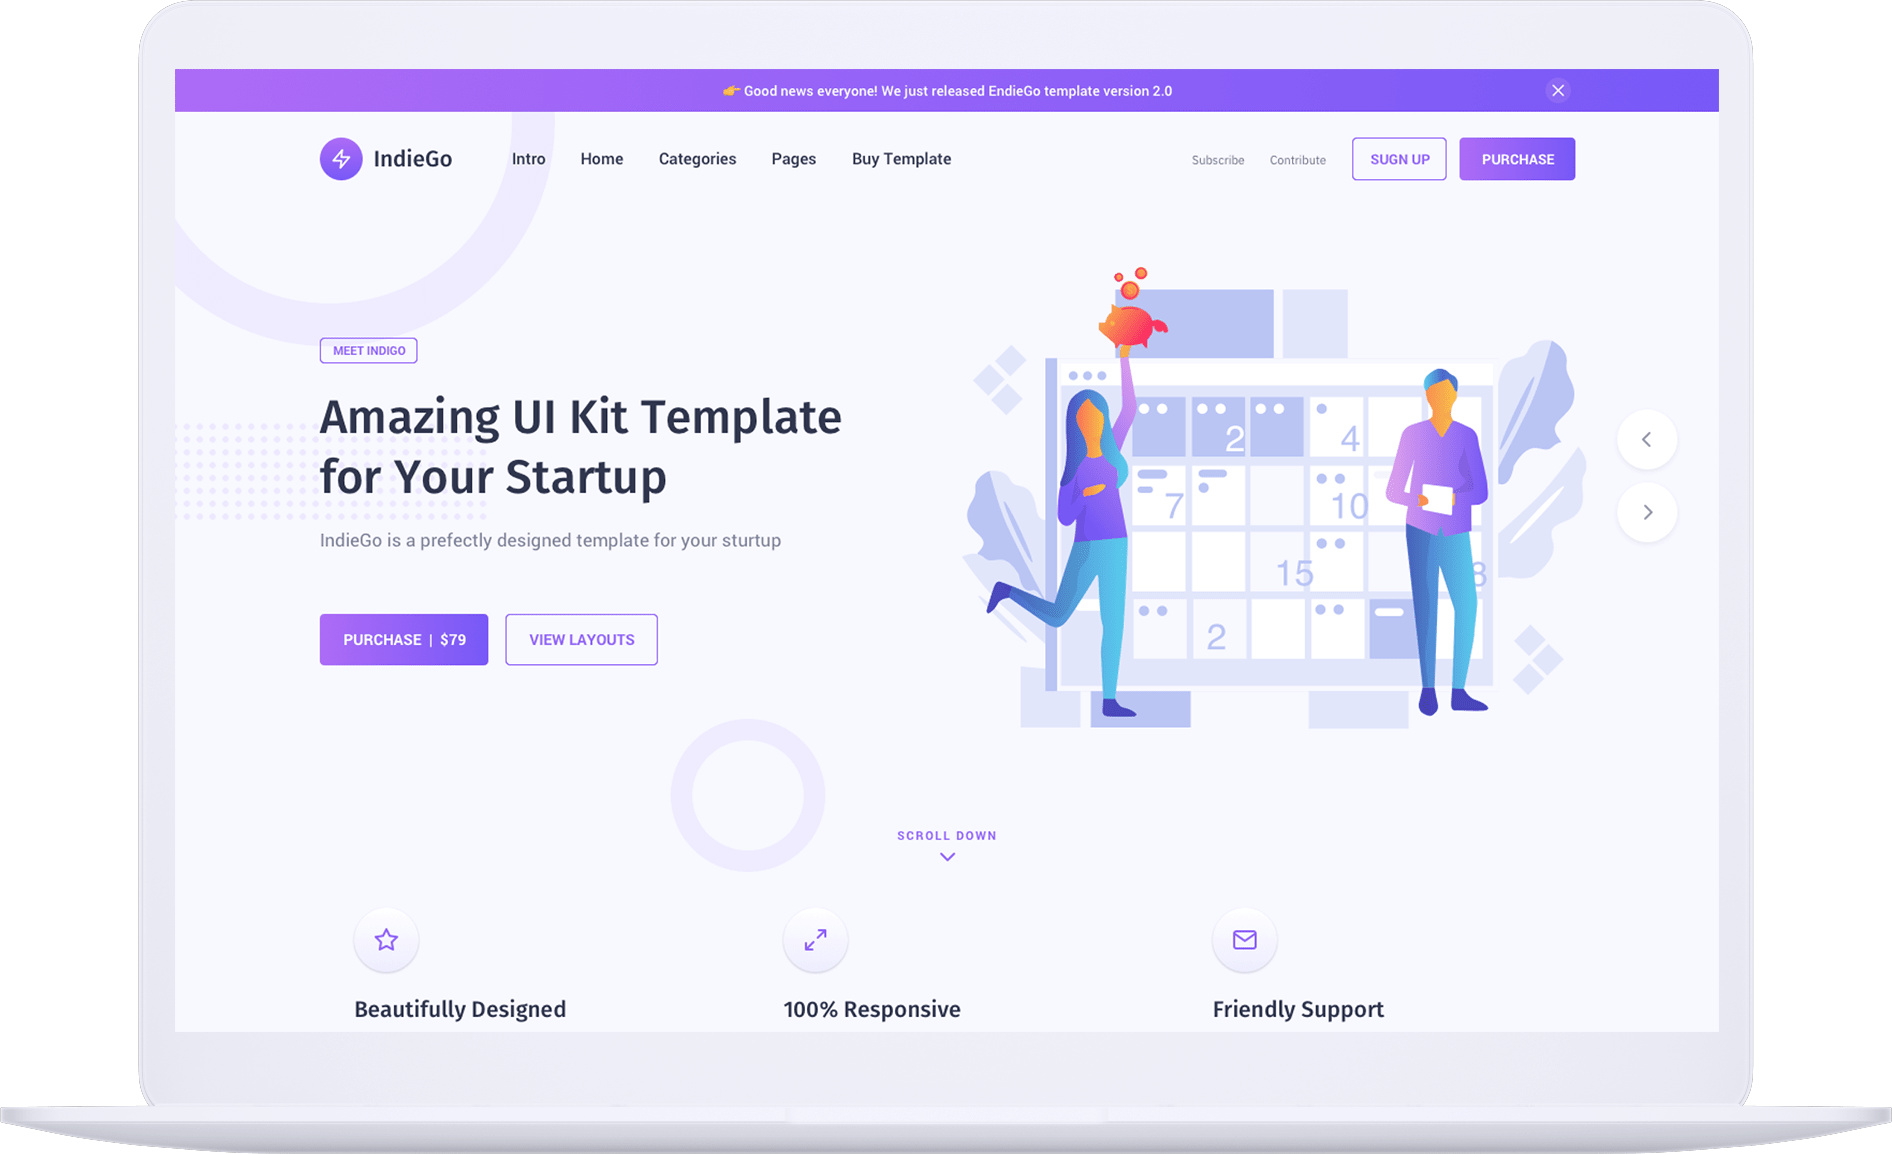 👉 Good news everyone! We just released EndieGo template version 2.0
IndieGo
Intro Home Categories Pages Buy Template
Subscribe Contribute
SUGN UP
PURCHASE
MEET INDIGO
Amazing UI Kit Template
for Your Startup
IndieGo is a prefectly designed template for your sturtup
PURCHASE | $79
VIEW LAYOUTS
2 4
7 10
15 8
2
SCROLL DOWN
Beautifully Designed
100% Responsive
Friendly Support